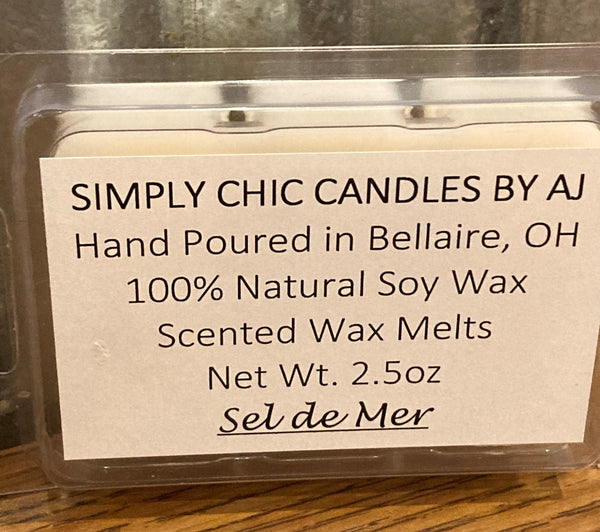 SIMPLY CHIC CANDLES BY AJ
Hand Poured in Bellaire, OH
100% Natural Soy Wax
Scented Wax Melts
Net Wt. 2.5oz
Sel de Mer